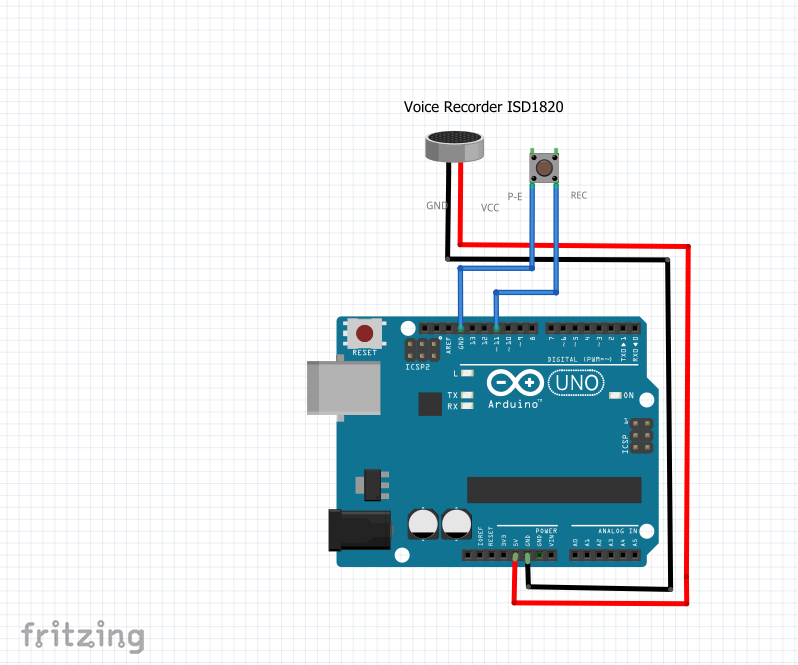 Voice Recorder ISD1820
P-E
REC
GND
VCC
RESET
ICSP2
AREF
GND
13
12
~11
~10
~9
8
7
~6
~5
4
~3
2
TX0▶1
RX0◀0
DIGITAL (PWM=~)
L
TX
RX
Arduino™
UNO
ON
1
ICSP
POWER
ANALOG IN
IOREF
RESET
3V3
5V
GND
GND
VIN
A0
A1
A2
A3
A4
A5
fritzing